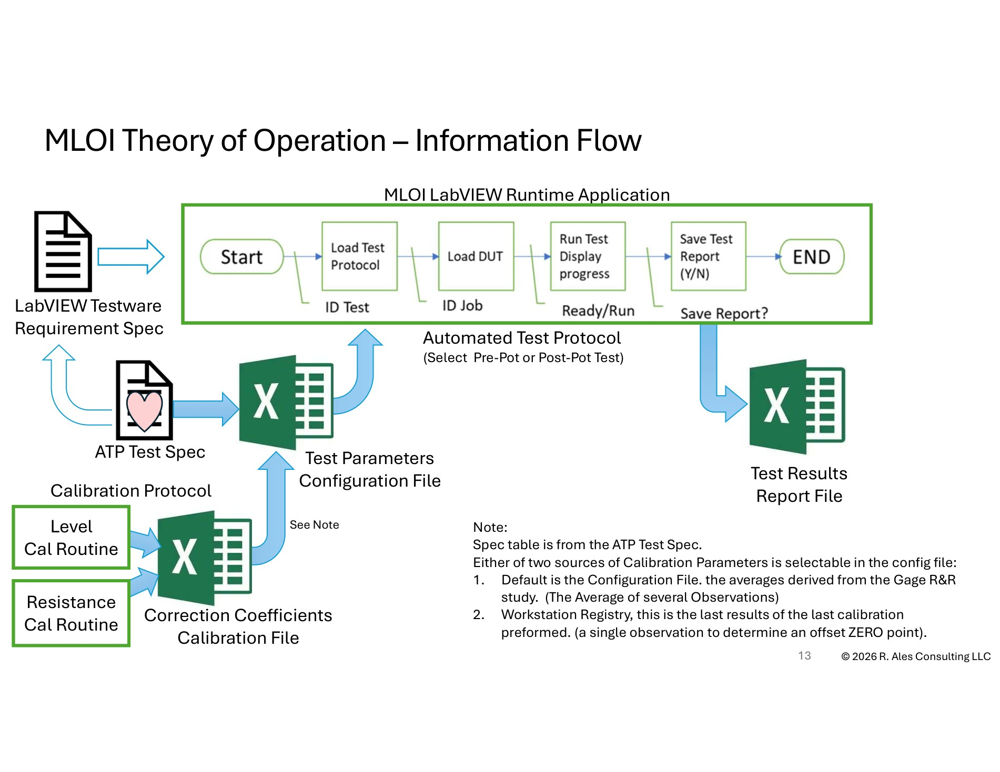 MLOI Theory of Operation – Information Flow
MLOI LabVIEW Runtime Application
Start
Load Test
Protocol
Load DUT
Run Test
Display
progress
Save Test
Report
(Y/N)
END
ID Test
ID Job
Ready/Run
Save Report?
LabVIEW Testware
Requirement Spec
Automated Test Protocol
(Select  Pre-Pot or Post-Pot Test)
X
X
ATP Test Spec
Test Parameters
Configuration File
Test Results
Report File
Calibration Protocol
Level
Cal Routine
Resistance
Cal Routine
X
Correction Coefficients
Calibration File
See Note
Note:
Spec table is from the ATP Test Spec.
Either of two sources of Calibration Parameters is selectable in the config file:
1. Default is the Configuration File. the averages derived from the Gage R&R
study.  (The Average of several Observations)
2. Workstation Registry, this is the last results of the last calibration
preformed. (a single observation to determine an offset ZERO point).
13
© 2026 R. Ales Consulting LLC